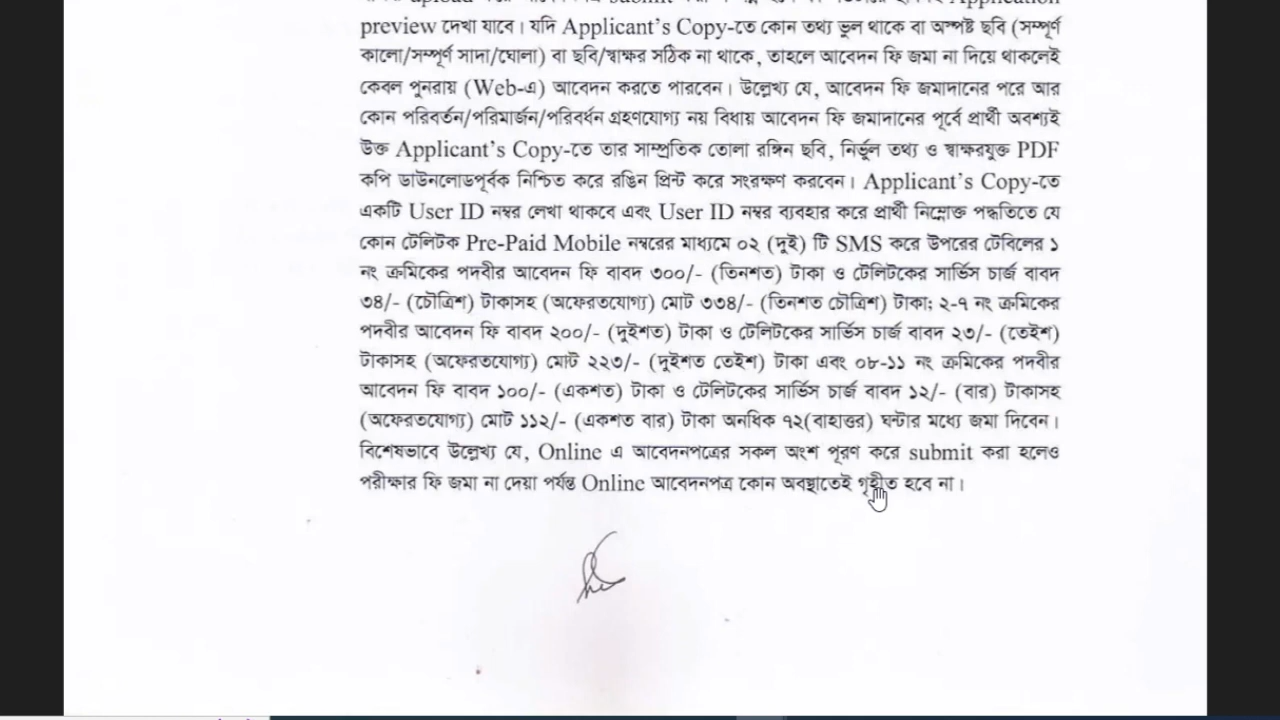 preview দেখা যাবে। যদি Applicant's Copy-তে কোন তথ্য ভুল থাকে বা অস্পষ্ট ছবি (সম্পূর্ণ
কালো/সম্পূর্ণ সাদা/ঘোলা) বা ছবি/স্বাক্ষর সঠিক না থাকে, তাহলে আবেদন ফি জমা না দিয়ে থাকলেই
কেবল পুনরায় (Web-এ) আবেদন করতে পারবেন। উল্লেখ্য যে, আবেদন ফি জমাদানের পরে আর
কোন পরিবর্তন/পরিমার্জন/পরিবর্ধন গ্রহণযোগ্য নয় বিধায় আবেদন ফি জমাদানের পূর্বে প্রার্থী অবশ্যই
উক্ত Applicant's Copy-তে তার সাম্প্রতিক তোলা রঙ্গিন ছবি, নির্ভুল তথ্য ও স্বাক্ষরযুক্ত PDF
কপি ডাউনলোডপূর্বক নিশ্চিত করে রঙিন প্রিন্ট করে সংরক্ষণ করবেন। Applicant's Copy-তে
একটি User ID নম্বর লেখা থাকবে এবং User ID নম্বর ব্যবহার করে প্রার্থী নিম্নোক্ত পদ্ধতিতে যে
কোন টেলিটক Pre-Paid Mobile নম্বরের মাধ্যমে ০২ (দুই) টি SMS করে উপরের টেবিলের ১
নং ক্রমিকের পদবীর আবেদন ফি বাবদ ৩০০/- (তিনশত) টাকা ও টেলিটকের সার্ভিস চার্জ বাবদ
৩৪/- (চৌত্রিশ) টাকাসহ (অফেরতযোগ্য) মোট ৩৩৪/- (তিনশত চৌত্রিশ) টাকা; ২-৭ নং ক্রমিকের
পদবীর আবেদন ফি বাবদ ২০০/- (দুইশত) টাকা ও টেলিটকের সার্ভিস চার্জ বাবদ ২৩/- (তেইশ)
টাকাসহ (অফেরতযোগ্য) মোট ২২৩/- (দুইশত তেইশ) টাকা এবং ০৮-১১ নং ক্রমিকের পদবীর
আবেদন ফি বাবদ ১০০/- (একশত) টাকা ও টেলিটকের সার্ভিস চার্জ বাবদ ১২/- (বার) টাকাসহ
(অফেরতযোগ্য) মোট ১১২/- (একশত বার) টাকা অনধিক ৭২(বাহাত্তর) ঘন্টার মধ্যে জমা দিবেন।
বিশেষভাবে উল্লেখ্য যে, Online এ আবেদনপত্রের সকল অংশ পূরণ করে submit করা হলেও
পরীক্ষার ফি জমা না দেয়া পর্যন্ত Online আবেদনপত্র কোন অবস্থাতেই গৃহীত হবে না।